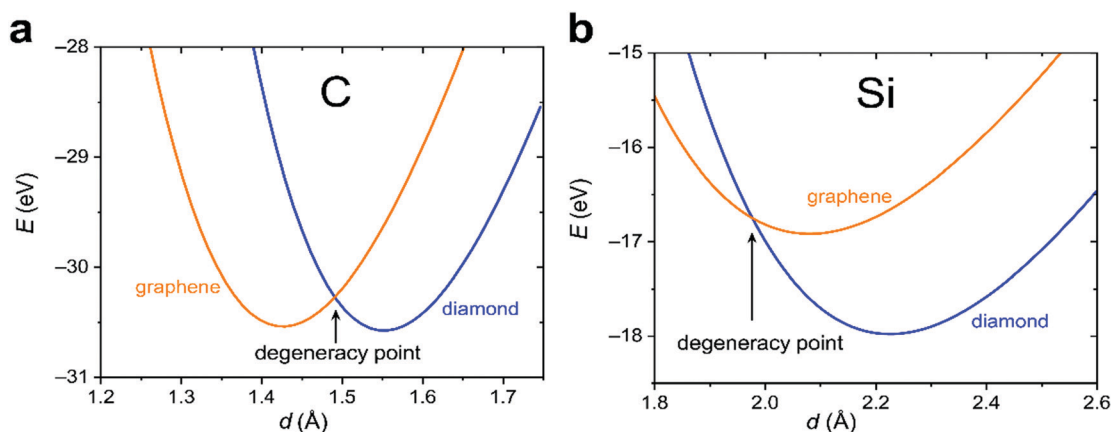 a
C
E (eV)
–28
–29
–30
–31
graphene
diamond
degeneracy point
1.2 1.3 1.4 1.5 1.6 1.7
d (Å)
b
Si
E (eV)
–15
–16
–17
–18
graphene
diamond
degeneracy point
1.8 2.0 2.2 2.4 2.6
d (Å)